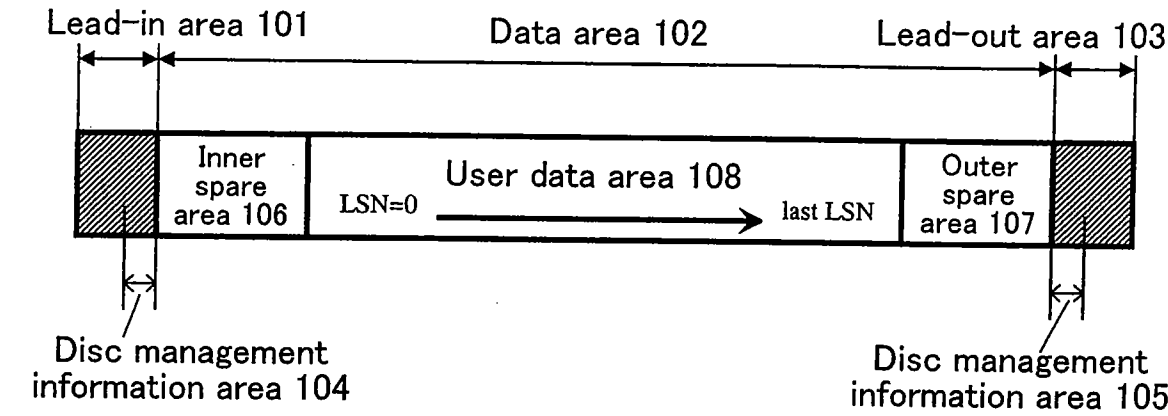 Lead-in area 101
Data area 102
Lead-out area 103
Inner
spare
area 106
User data area 108
LSN=0
last LSN
Outer
spare
area 107
Disc management
information area 104
Disc management
information area 105